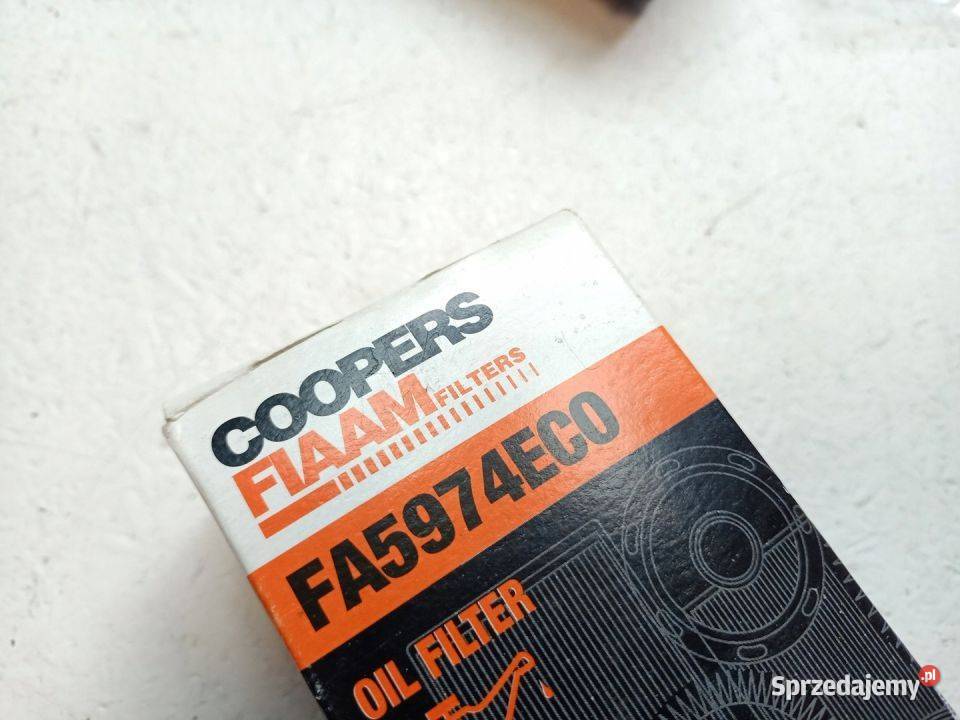 COOPERS
FIAAM FILTERS
FA5974ECO
OIL FILTER
Sprzedajemy.pl